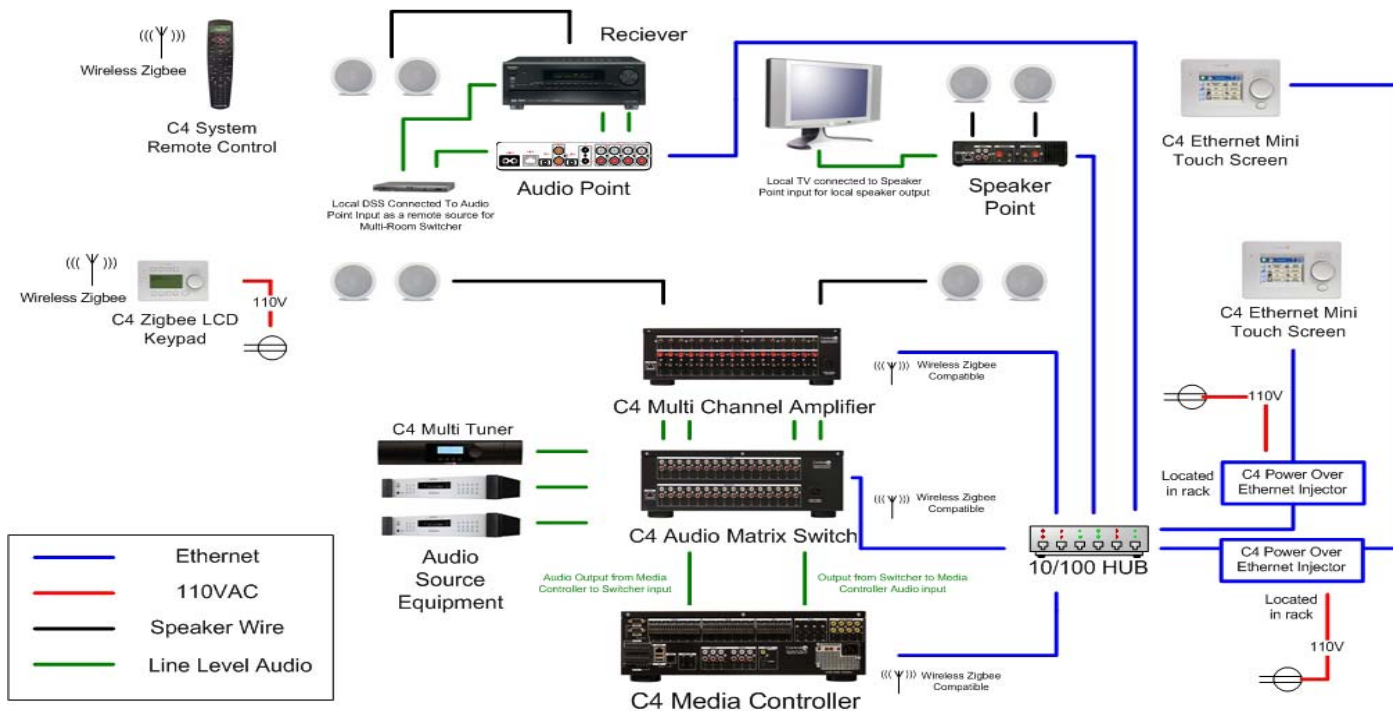 Reciever
Wireless Zigbee
C4 System
Remote Control
Audio Point
Local DSS Connected To Audio
Point Input as a remote source for
Multi-Room Switcher
Local TV connected to Speaker
Point input for local speaker output
Speaker
Point
C4 Ethernet Mini
Touch Screen
Wireless Zigbee
110V
C4 Zigbee LCD
Keypad
C4 Ethernet Mini
Touch Screen
Wireless Zigbee
Compatible
C4 Multi Channel Amplifier
110V
C4 Multi Tuner
Located
in rack
C4 Power Over
Ethernet Injector
Wireless Zigbee
Compatible
C4 Audio Matrix Switch
Audio
Source
Equipment
10/100 HUB
C4 Power Over
Ethernet Injector
Located
in rack
110V
Audio Output from Media
Controller to Switcher input
Output from Switcher to Media
Controller Audio input
Wireless Zigbee
Compatible
C4 Media Controller
Ethernet
110VAC
Speaker Wire
Line Level Audio